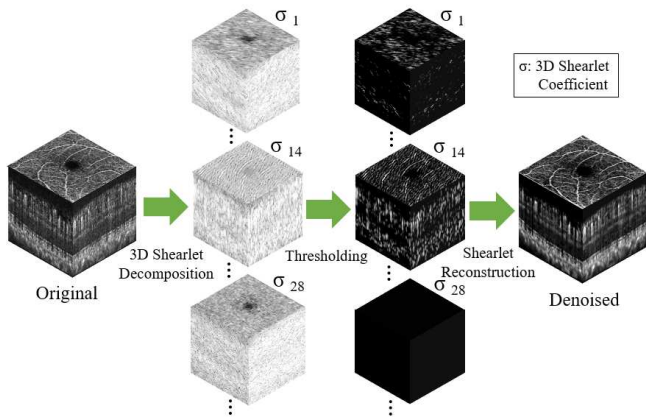 σ 1
σ 1
σ: 3D Shearlet
Coefficient
σ 14
σ 14
3D Shearlet
Decomposition
Thresholding
Shearlet
Reconstruction
Original
Denoised
σ 28
σ 28